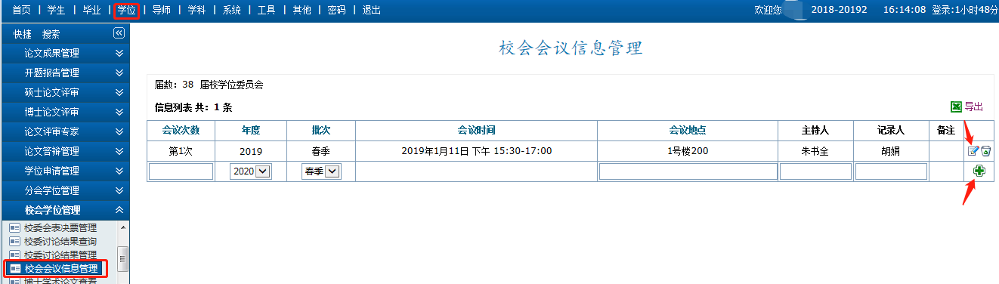 首页 | 学生 | 毕业 | 学位 | 导师 | 学科 | 系统 | 工具 | 其他 | 密码 | 退出
欢迎您 2018-20192 16:14:08 登录:1小时48分
快捷 搜索
论文成果管理
开题报告管理
硕士论文评审
博士论文评审
论文评审专家
论文答辩管理
学位申请管理
分会学位管理
校会学位管理
校委会表决票管理
校委讨论结果查询
校委讨论结果管理
校会会议信息管理
博士学术论文查看
校会会议信息管理
届数：38 届校学位委员会
信息列表 共：1 条
导出
会议次数 年度 批次 会议时间 会议地点 主持人 记录人 备注
第1次 2019 春季 2019年1月11日 下午 15:30-17:00 1号楼200 朱书全 胡娟
2020 春季